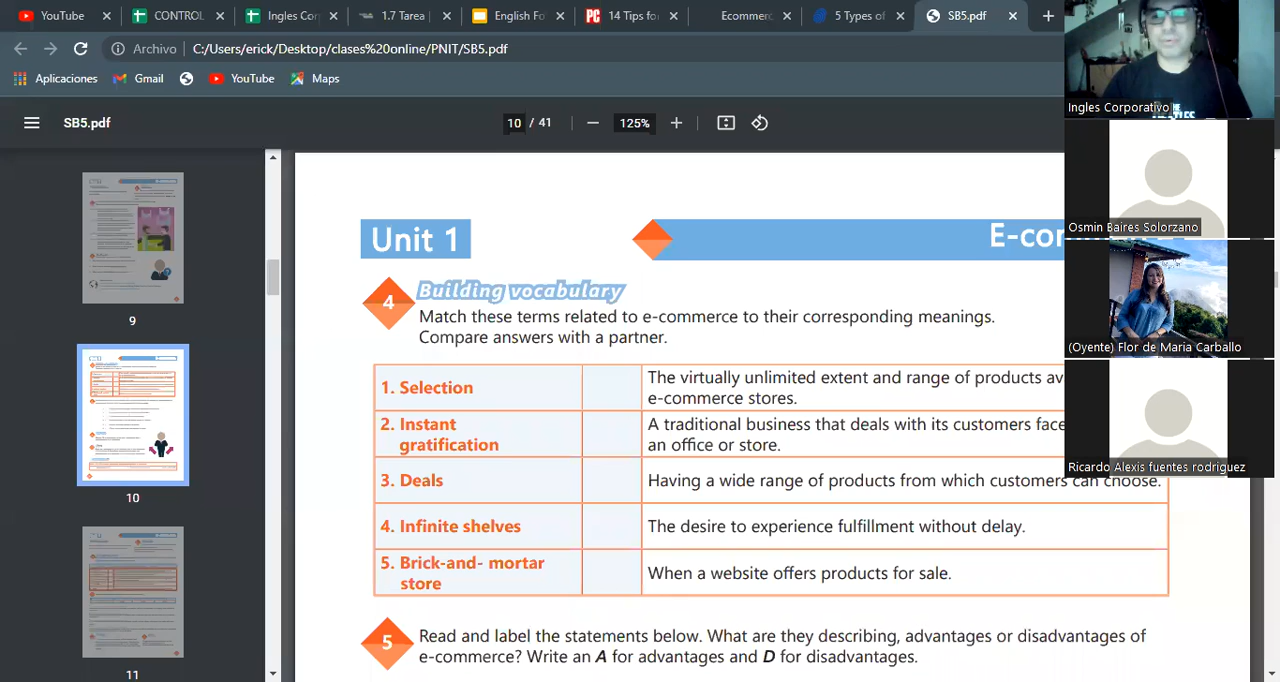 YouTube
CONTROL
Ingles Cor
1.7 Tarea
English Fo
14 Tips fo
Ecommerc
5 Types of
SB5.pdf
Archivo
C:/Users/erick/Desktop/clases%20online/PNIT/SB5.pdf
Aplicaciones
Gmail
YouTube
Maps
SB5.pdf
10 / 41
125%
9
10
11
Unit 1
E-com
4
Building vocabulary
Match these terms related to e-commerce to their corresponding meanings.
Compare answers with a partner.
1. Selection
The virtually unlimited extent and range of products av
e-commerce stores.
2. Instant
gratification
A traditional business that deals with its customers face
an office or store.
3. Deals
Having a wide range of products from which customers can choose.
4. Infinite shelves
The desire to experience fulfillment without delay.
5. Brick-and- mortar
store
When a website offers products for sale.
5
Read and label the statements below. What are they describing, advantages or disadvantages of
e-commerce? Write an A for advantages and D for disadvantages.
Ingles Corporativo
Osmin Baires Solorzano
(Oyente) Flor de Maria Carballo
Ricardo Alexis fuentes rodriguez